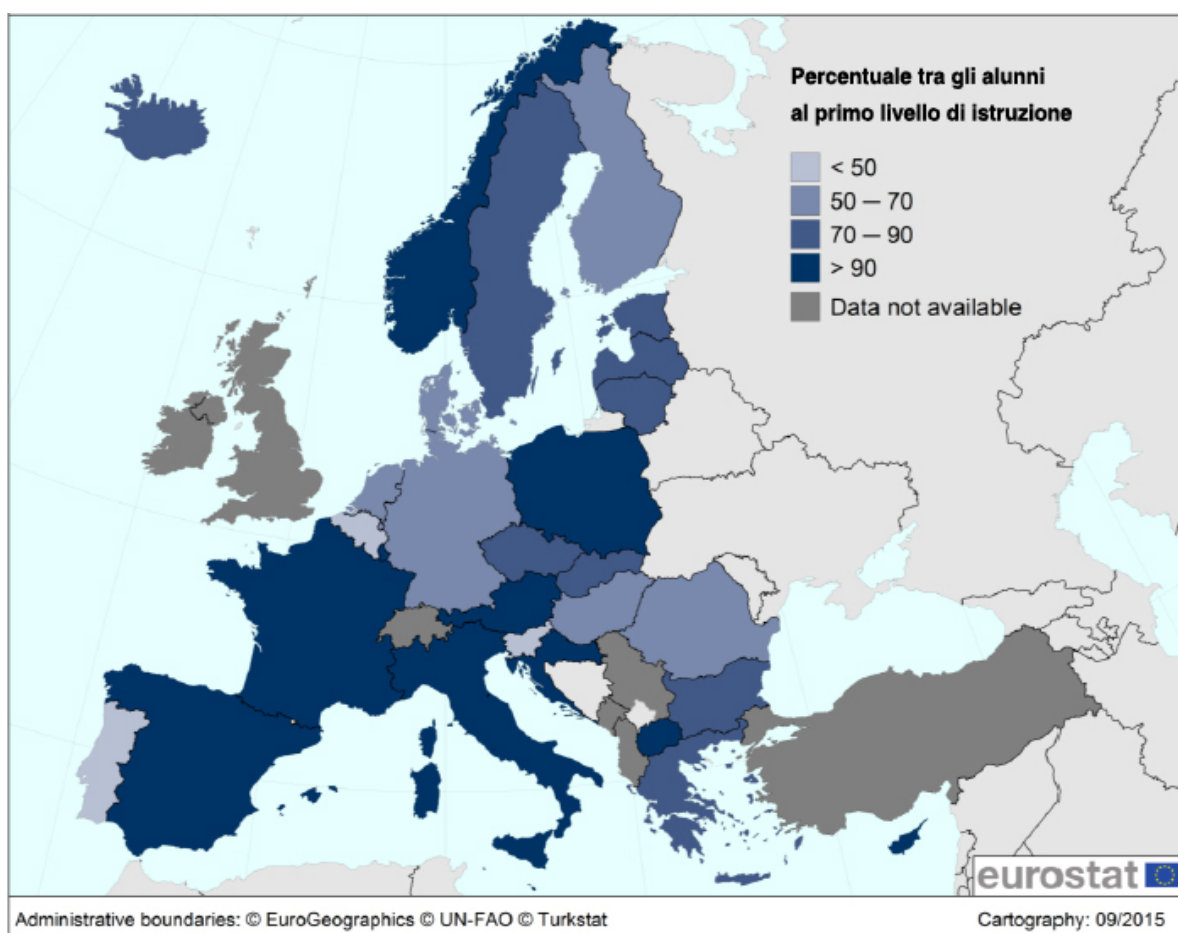 Percentuale tra gli alunni
al primo livello di istruzione
< 50
50 — 70
70 — 90
> 90
Data not available
eurostat
Administrative boundaries: © EuroGeographics © UN-FAO © Turkstat
Cartography: 09/2015